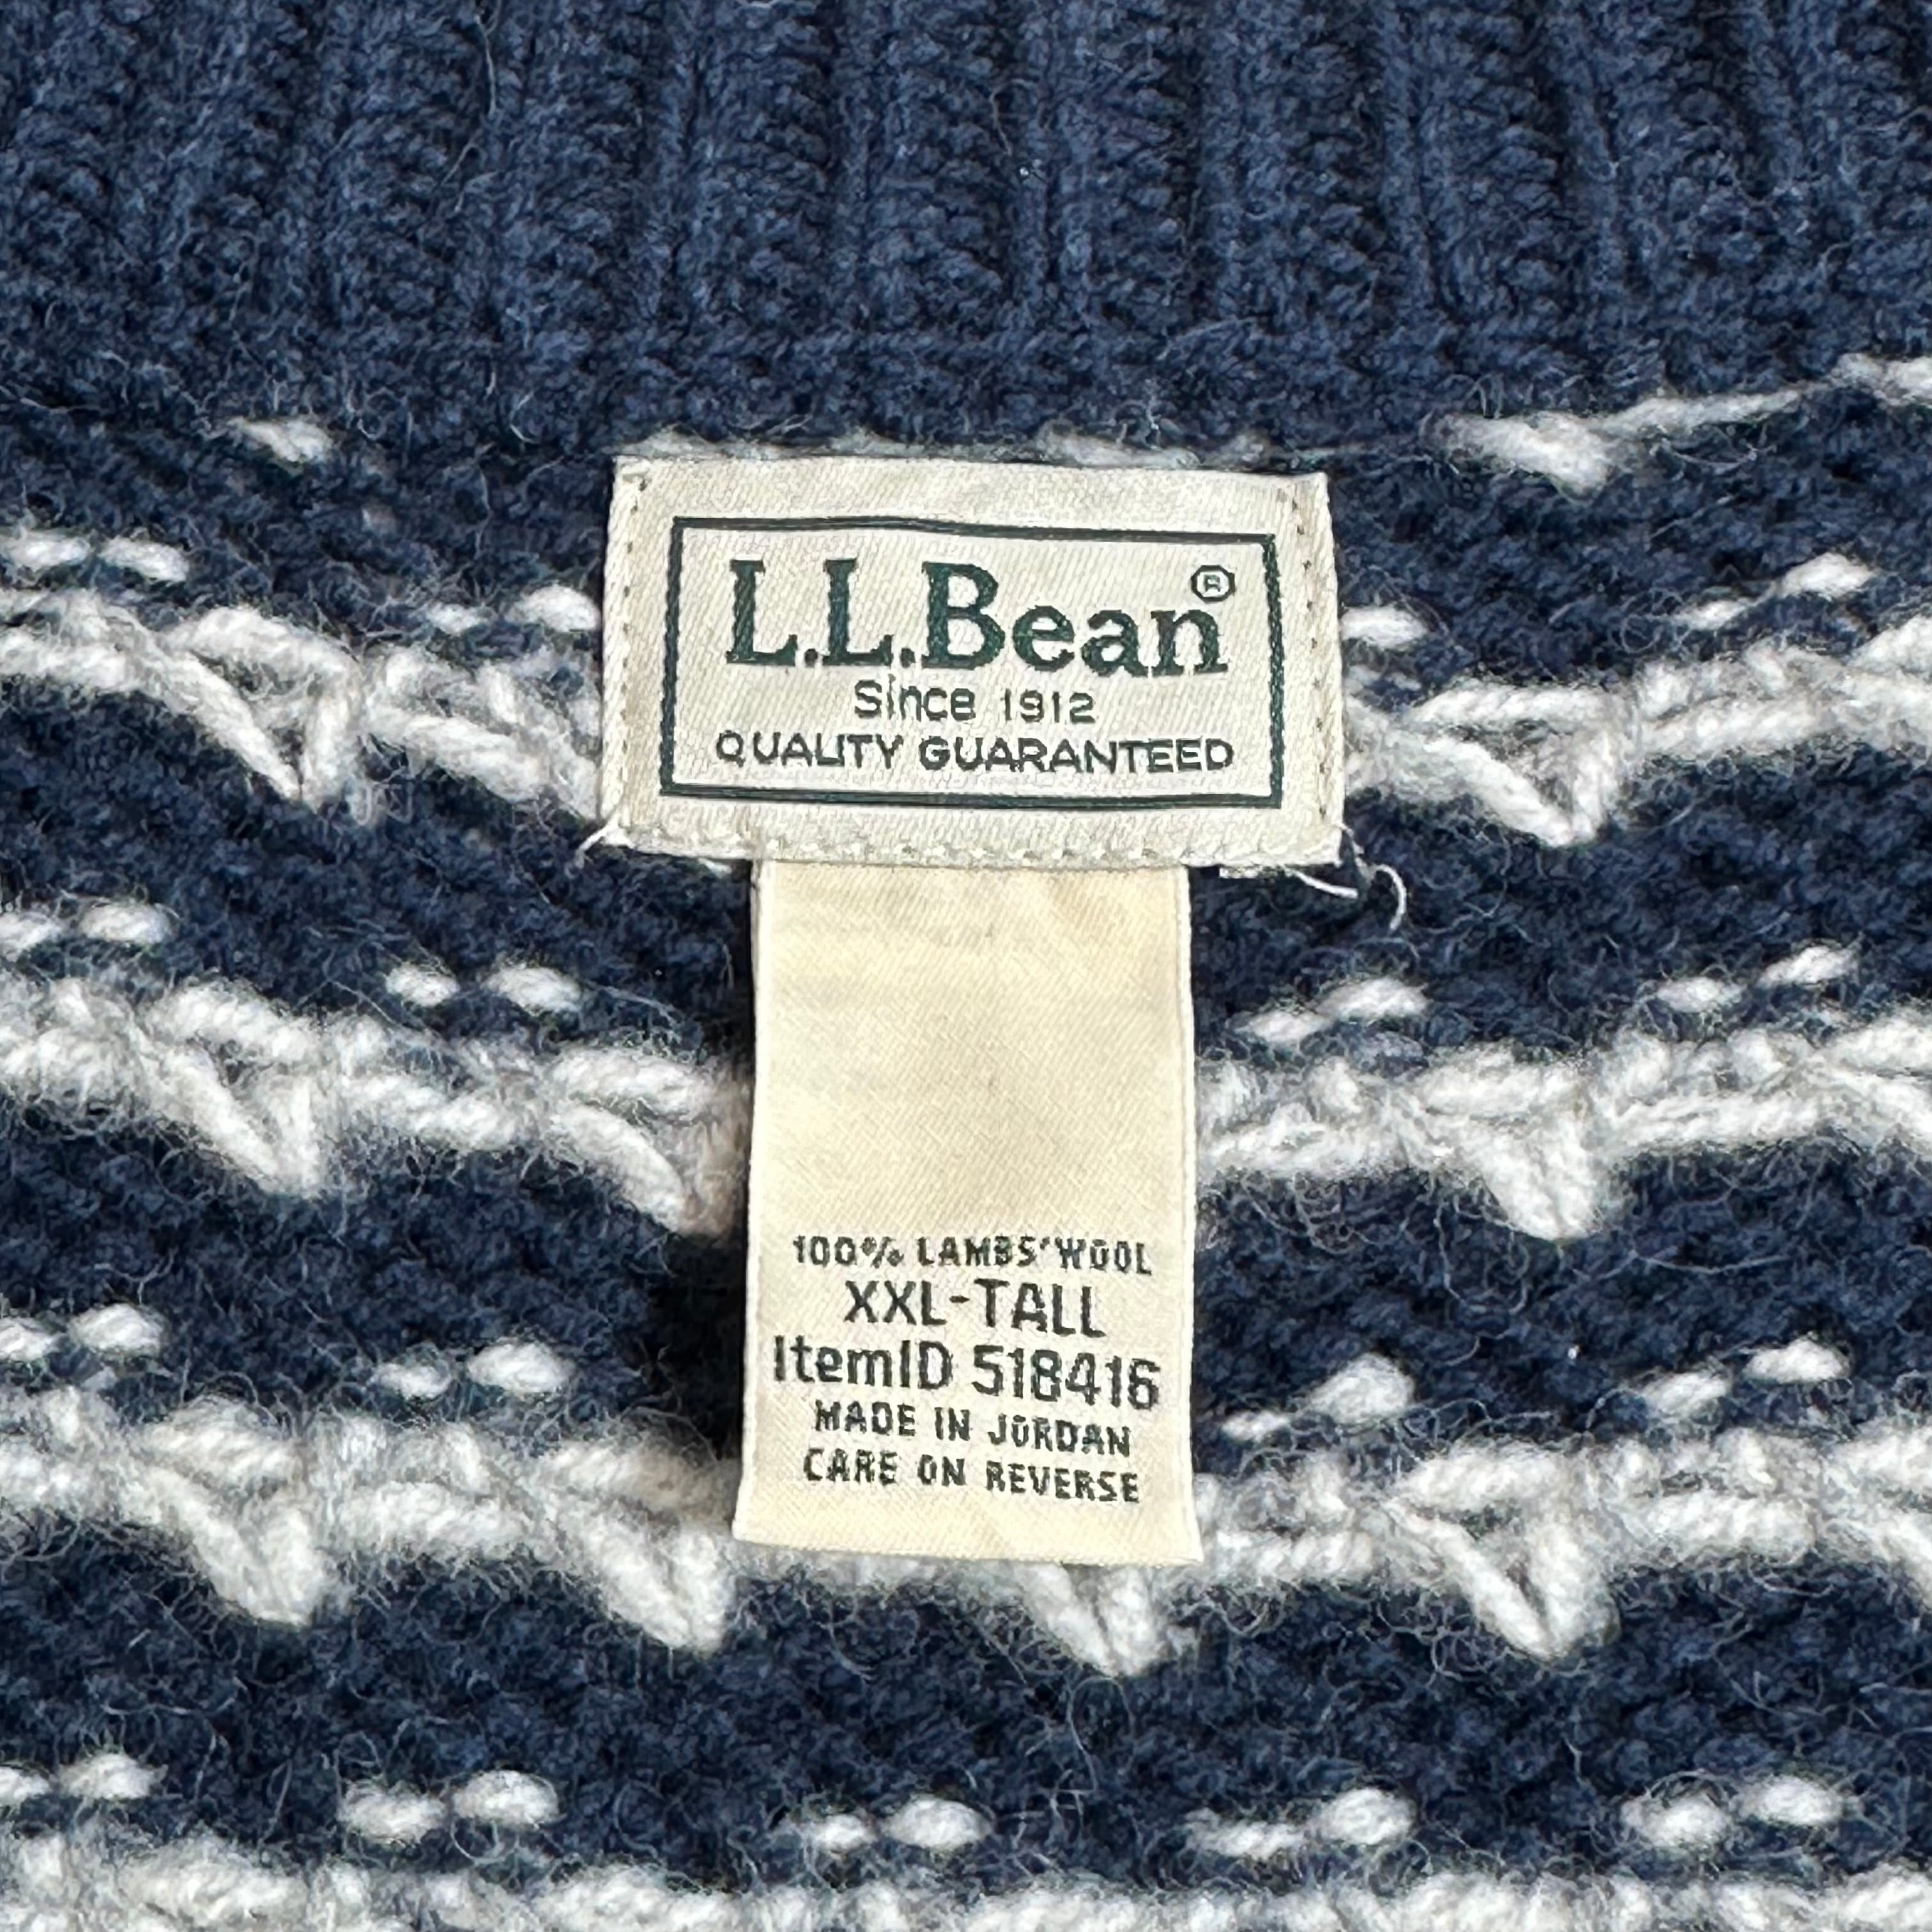 L.L.Bean®
Since 1912
QUALITY GUARANTEED
100% LAMBS' WOOL
XXL-TALL
ItemID 518416
MADE IN JORDAN
CARE ON REVERSE